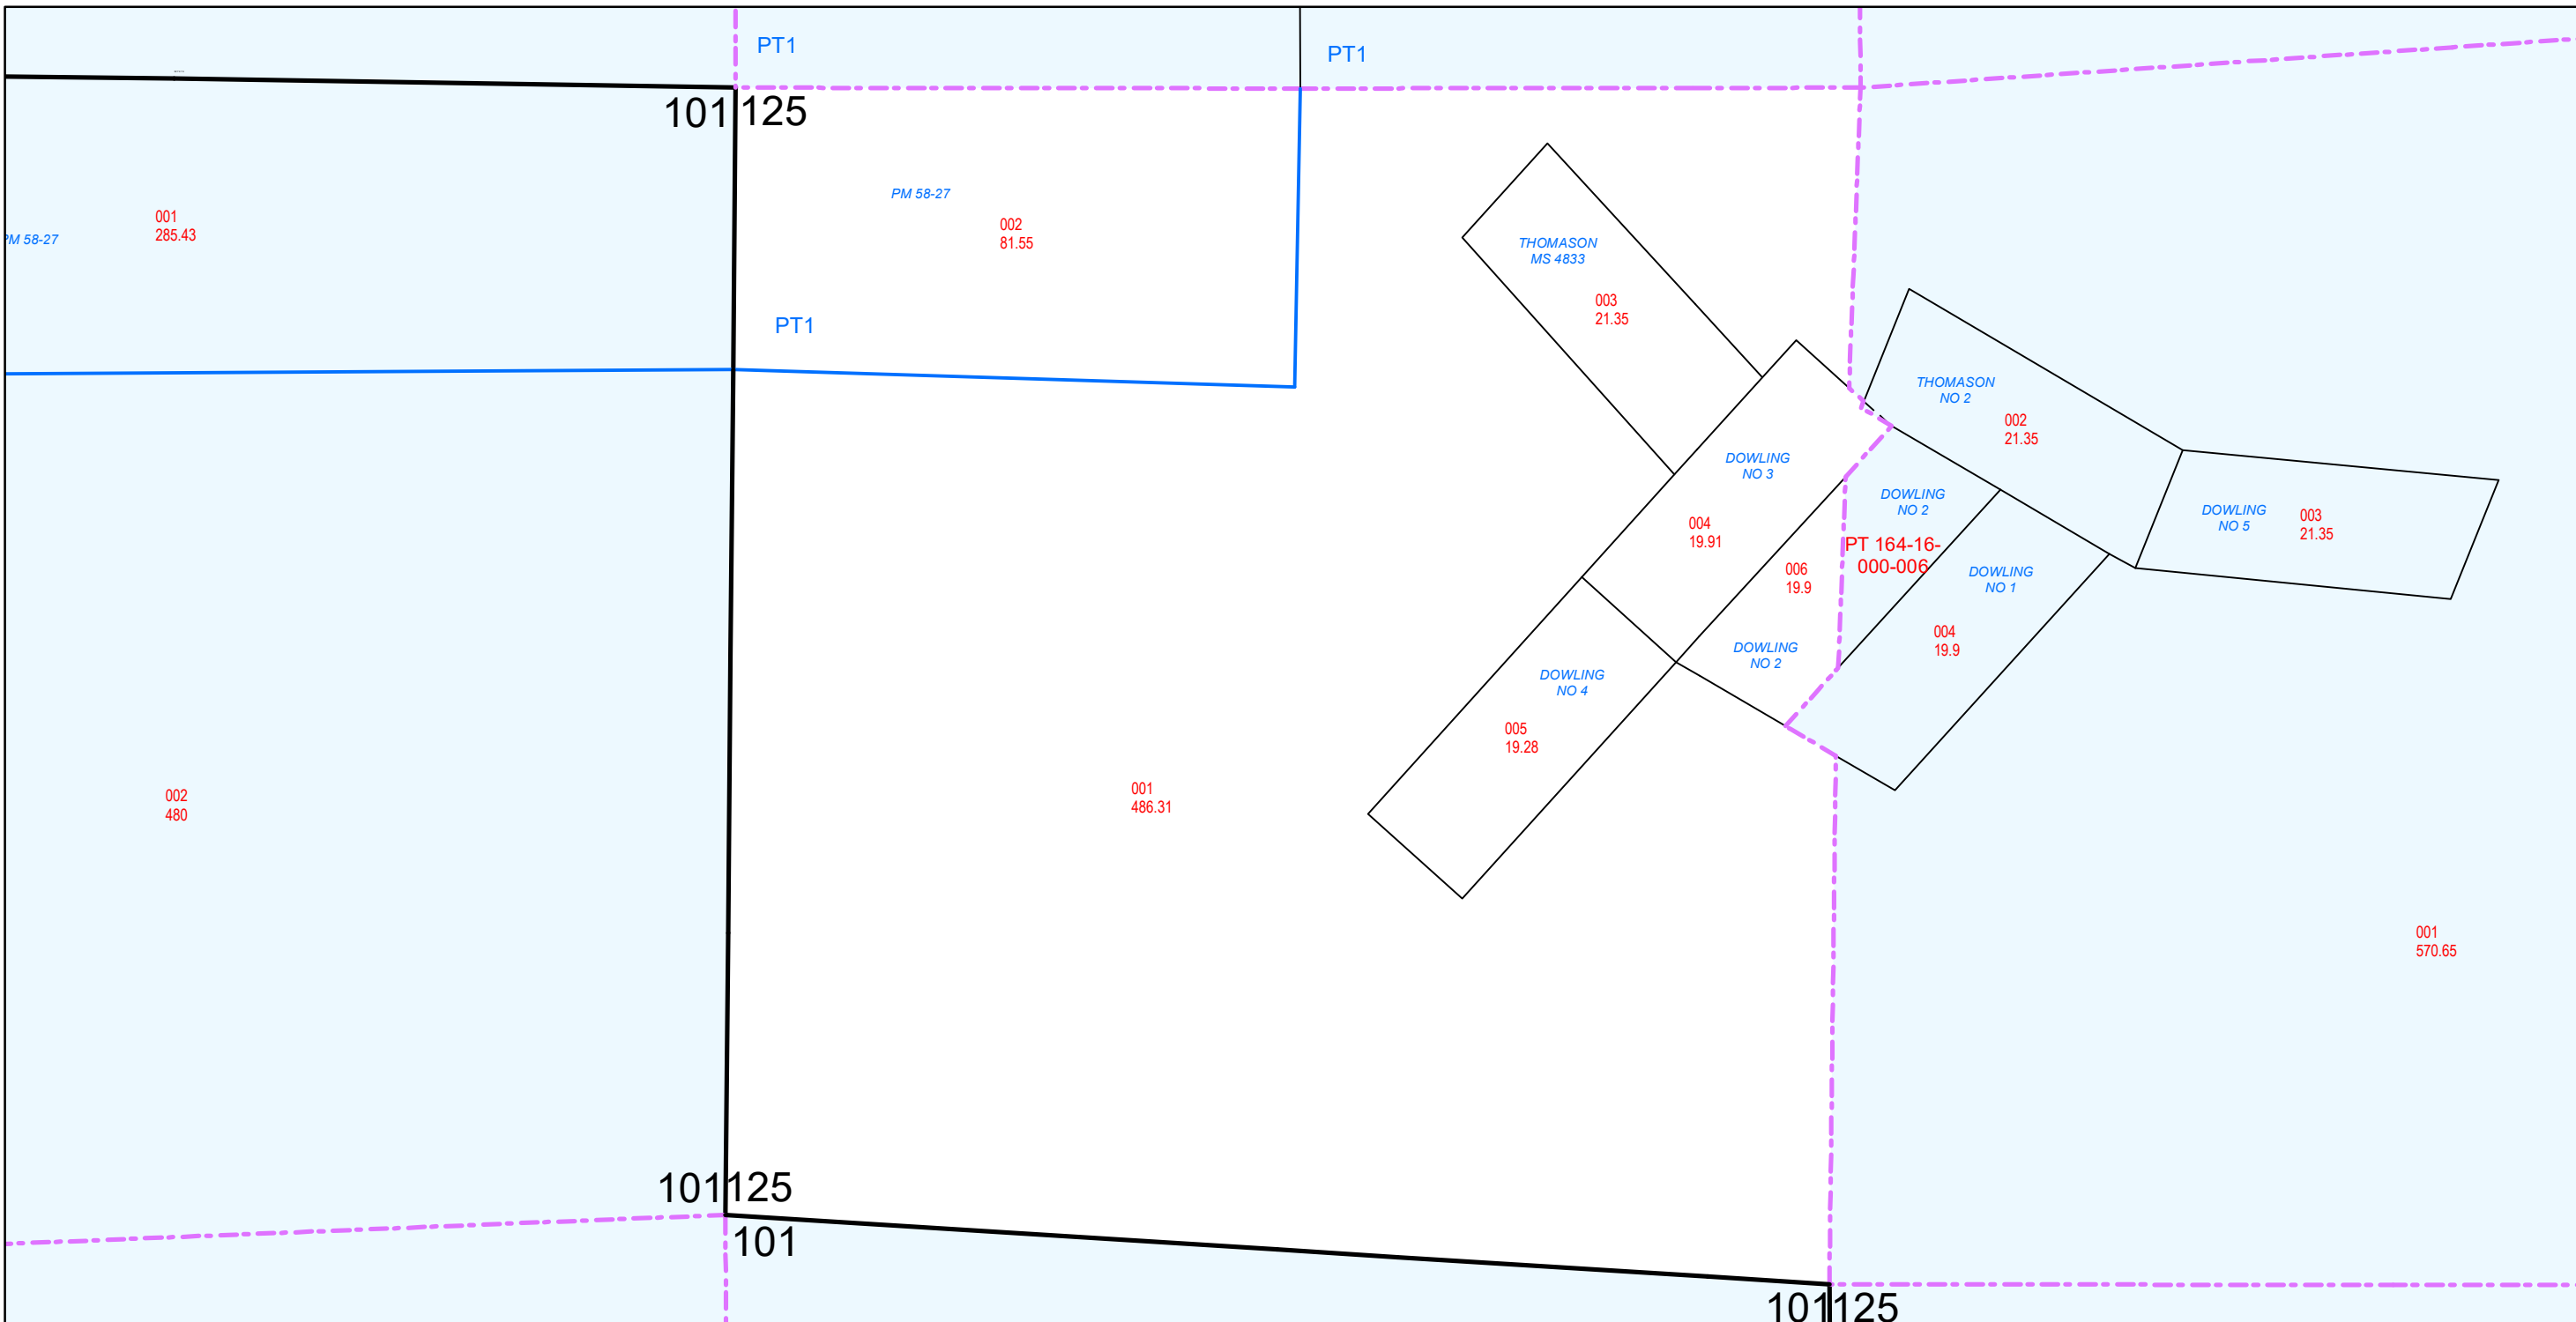 PT1
PT1
101
125
PM 58-27
001
285.43
002
81.55
PM 58-27
PT1
THOMASON
MS 4833
003
21.35
THOMASON
NO 2
002
21.35
DOWLING
NO 3
004
19.91
DOWLING
NO 2
DOWLING
NO 5
003
21.35
PT 164-16-
000-006
006
19.9
DOWLING
NO 1
004
19.9
DOWLING
NO 2
DOWLING
NO 4
005
19.28
002
480
001
486.31
001
570.65
101
125
101
101
125